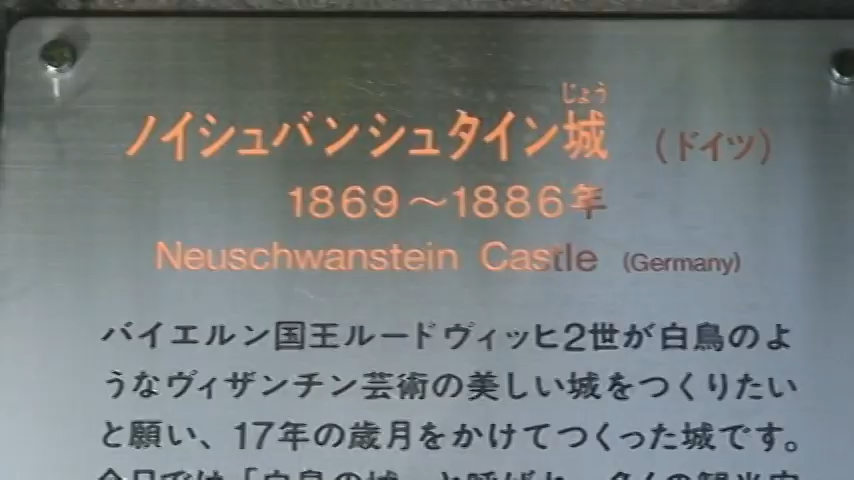 じょう
ノイシュバンシュタイン城 (ドイツ)
1869～1886年
Neuschwanstein Castle (Germany)
バイエルン国王ルードヴィッヒ2世が白鳥のよ
うなヴィザンチン芸術の美しい城をつくりたい
と願い、17年の歳月をかけてつくった城です。